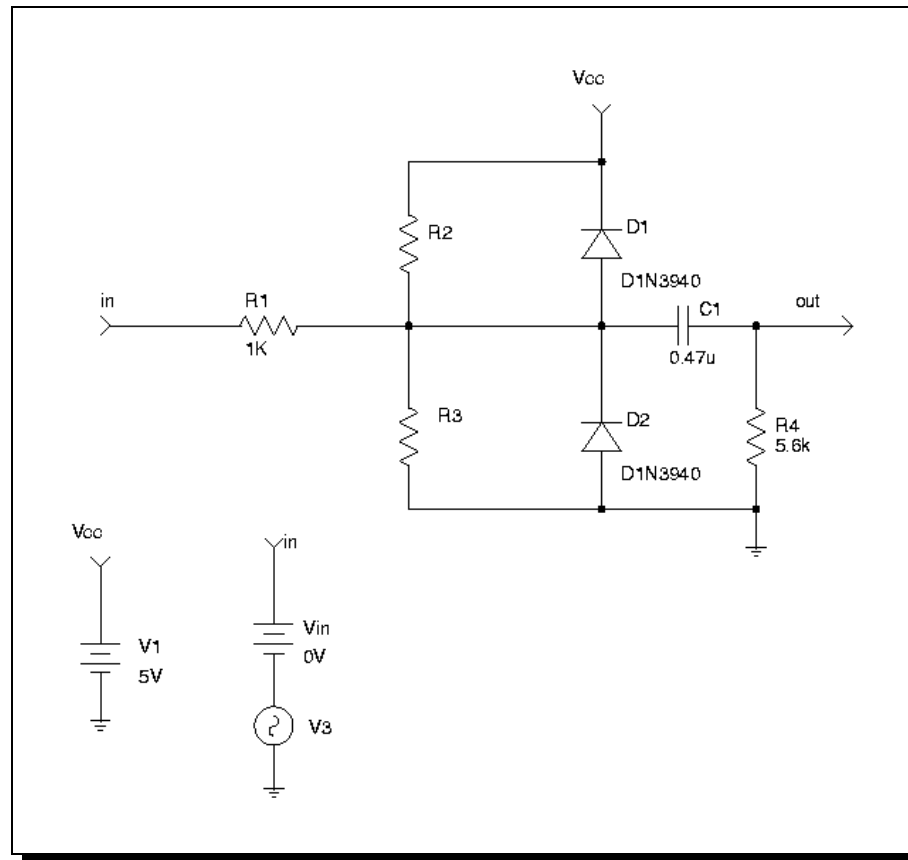 Vcc
R2
D1
D1N3940
in
R1
1K
C1
0.47u
out
R3
D2
D1N3940
R4
5.6k
Vcc
in
V1
5V
Vin
0V
V3